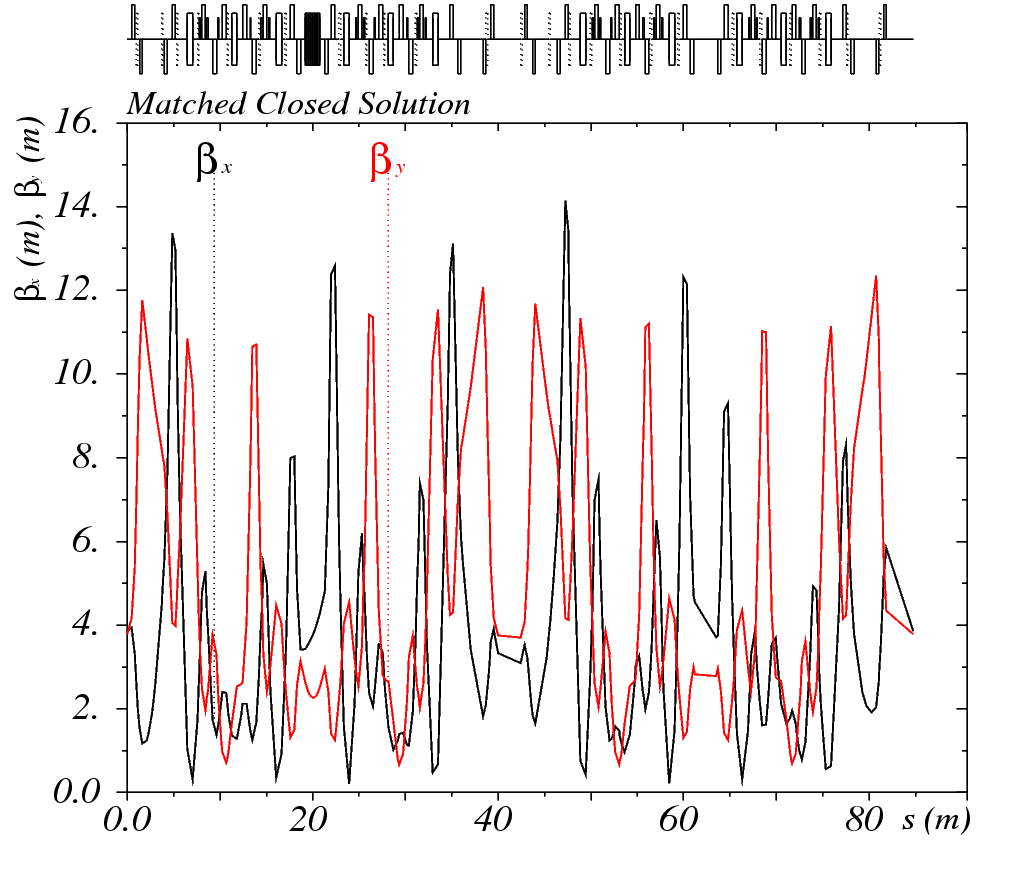 Matched Closed Solution
βx (m), βy (m)
16.
14.
12.
10.
8.
6.
4.
2.
0.0
βx
βy
0.0 20 40 60 80 s (m)